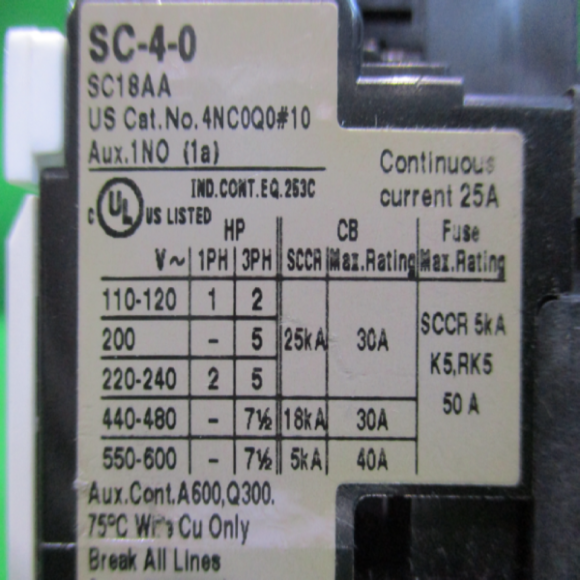 SC-4-0
SC18AA
US Cat.No. 4NC0Q0#10
Aux.1NO (1a)
Continuous
current 25A
IND.CONT.EQ.253C
C UL US LISTED
HP CB Fuse
V~ 1PH 3PH SCCR Max.Rating Max.Rating
110-120 1 2
200 - 5 25kA 30A
220-240 2 5
SCCR 5kA
K5,RK5
50 A
440-480 - 7½ 18kA 30A
550-600 - 7½ 5kA 40A
Aux.Cont.A600,Q300.
75°C Wire Cu Only
Break All Lines